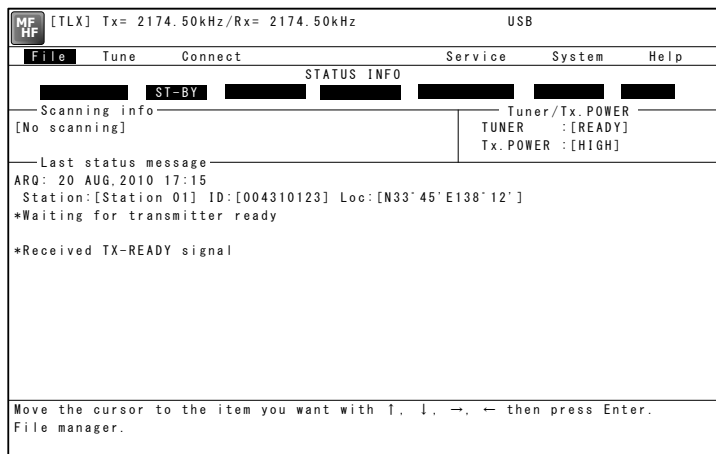 MF HF [TLX] Tx= 2174.50kHz/Rx= 2174.50kHz USB
File Tune Connect Service System Help
STATUS INFO
ST-BY
Scanning info Tuner/Tx.POWER
[No scanning] TUNER :[READY]
Tx.POWER :[HIGH]
Last status message
ARQ: 20 AUG,2010 17:15
Station:[Station 01] ID:[004310123] Loc:[N33°45'E138°12']
*Waiting for transmitter ready
*Received TX-READY signal
Move the cursor to the item you want with ↑, ↓, →, ← then press Enter.
File manager.